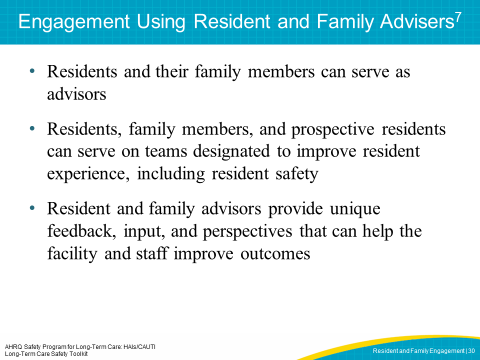 Engagement Using Resident and Family Advisers7
• Residents and their family members can serve as
advisors
• Residents, family members, and prospective residents
can serve on teams designated to improve resident
experience, including resident safety
• Resident and family advisors provide unique
feedback, input, and perspectives that can help the
facility and staff improve outcomes
AHRQ Safety Program for Long-Term Care: HAIs/CAUTI
Long-Term Care Safety Toolkit
Resident and Family Engagement | 30